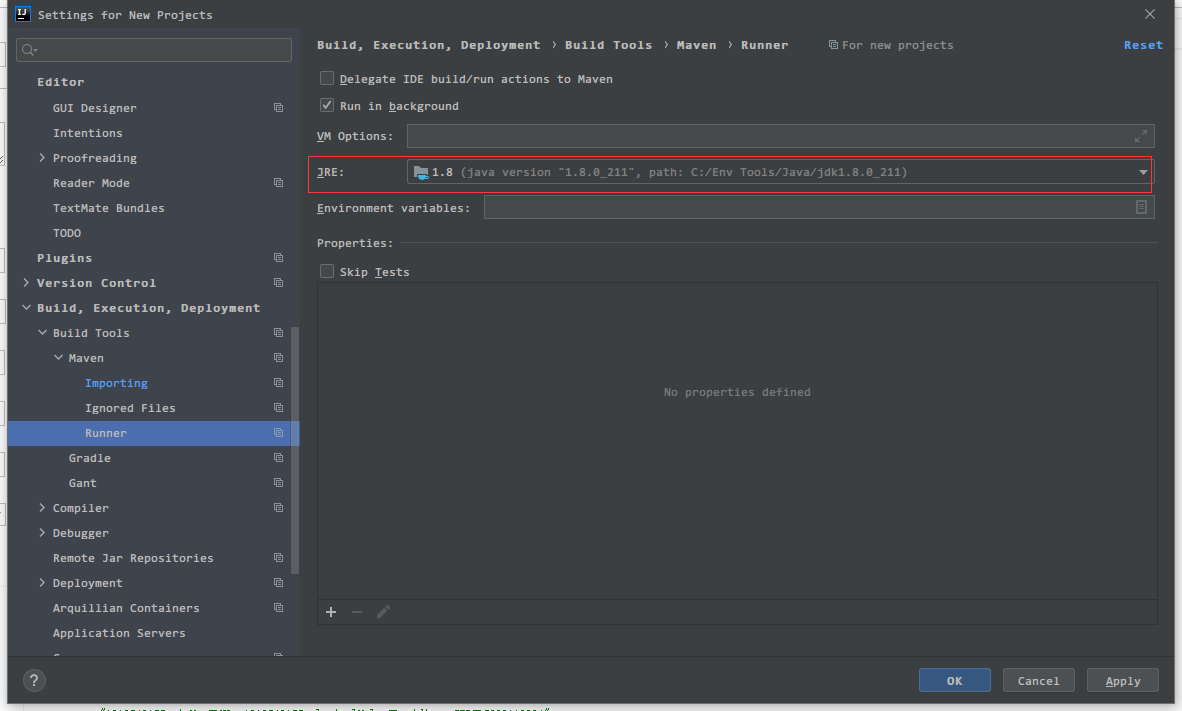 Settings for New Projects
Build, Execution, Deployment › Build Tools › Maven › Runner
For new projects
Reset
Editor
GUI Designer
Intentions
Proofreading
Reader Mode
TextMate Bundles
TODO
Plugins
Version Control
Build, Execution, Deployment
Build Tools
Maven
Importing
Ignored Files
Runner
Gradle
Gant
Compiler
Debugger
Remote Jar Repositories
Deployment
Arquillian Containers
Application Servers
Delegate IDE build/run actions to Maven
Run in background
VM Options:
JRE:
1.8 (java version "1.8.0_211", path: C:/Env Tools/Java/jdk1.8.0_211)
Environment variables:
Properties:
Skip Tests
No properties defined
?
OK
Cancel
Apply